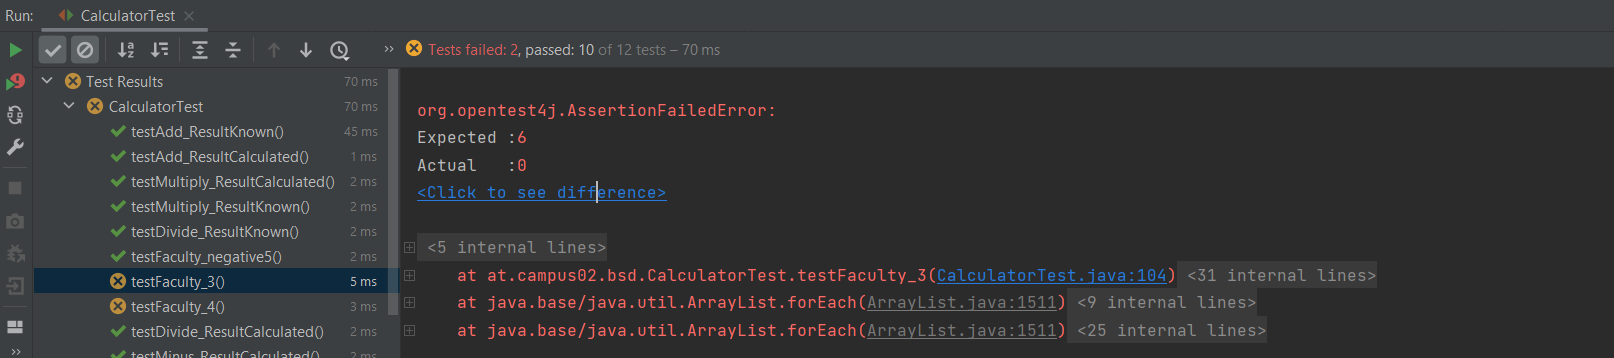 Run: CalculatorTest
Tests failed: 2, passed: 10 of 12 tests – 70 ms
Test Results 70 ms
CalculatorTest 70 ms
testAdd_ResultKnown() 45 ms
testAdd_ResultCalculated() 1 ms
testMultiply_ResultCalculated() 2 ms
testMultiply_ResultKnown() 2 ms
testDivide_ResultKnown() 2 ms
testFaculty_negative5() 2 ms
testFaculty_3() 5 ms
testFaculty_4() 3 ms
testDivide_ResultCalculated() 2 ms
testMinus_ResultCalculated() 2 ms
org.opentest4j.AssertionFailedError:
Expected :6
Actual :0
<Click to see difference>
<5 internal lines>
at at.campus02.bsd.CalculatorTest.testFaculty_3(CalculatorTest.java:104) <31 internal lines>
at java.base/java.util.ArrayList.forEach(ArrayList.java:1511) <9 internal lines>
at java.base/java.util.ArrayList.forEach(ArrayList.java:1511) <25 internal lines>